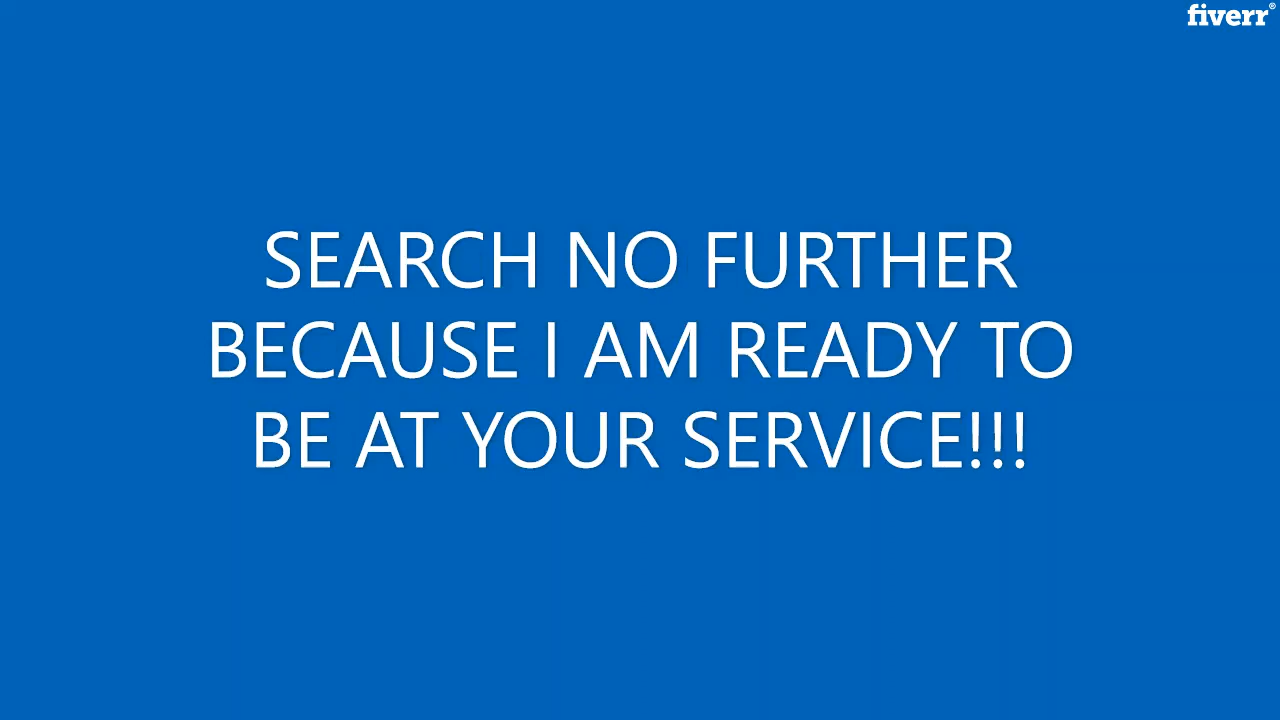 fiverr®
SEARCH NO FURTHER
BECAUSE I AM READY TO
BE AT YOUR SERVICE!!!